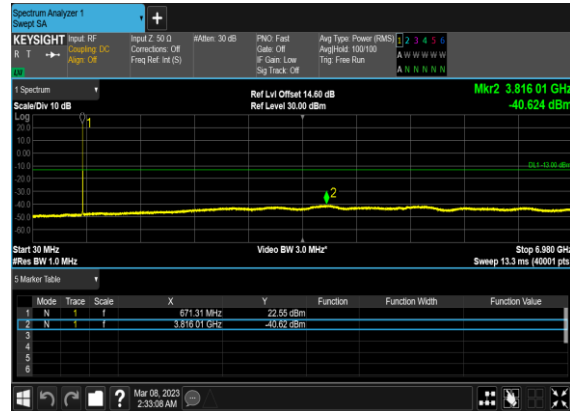 Spectrum Analyzer 1
Swept SA
+
KEYSIGHT Input: RF Input Z: 50 Ω #Atten: 30 dB PNO: Fast Avg Type: Power (RMS) 1 2 3 4 5 6
R T Coupling: DC Corrections: Off Gate: Off Avg|Hold: 100/100 A W W W W W
Align: Off Freq Ref: Int (S) IF Gain: Low Trig: Free Run
LW Sig Track: Off A N N N N N
1 Spectrum Ref Lvl Offset 14.60 dB Mkr2 3.816 01 GHz
Scale/Div 10 dB Ref Level 30.00 dBm -40.624 dBm
Log
1
20.0
10.0
0.00
-10.0
DL1 -13.00 dBm
-20.0
-30.0
2
-40.0
-50.0
-60.0
Start 30 MHz Video BW 3.0 MHz* Stop 6.980 GHz
#Res BW 1.0 MHz Sweep 13.3 ms (40001 pts)
5 Marker Table
Mode Trace Scale X Y Function Function Width Function Value
1 N 1 f 671.31 MHz 22.55 dBm
2 N 1 f 3.816 01 GHz -40.62 dBm
3
4
5
6
? Mar 08, 2023
2:33:08 AM